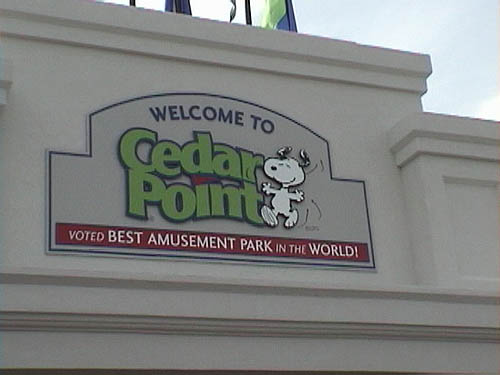 WELCOME TO
Cedar
Point
VOTED BEST AMUSEMENT PARK IN THE WORLD!